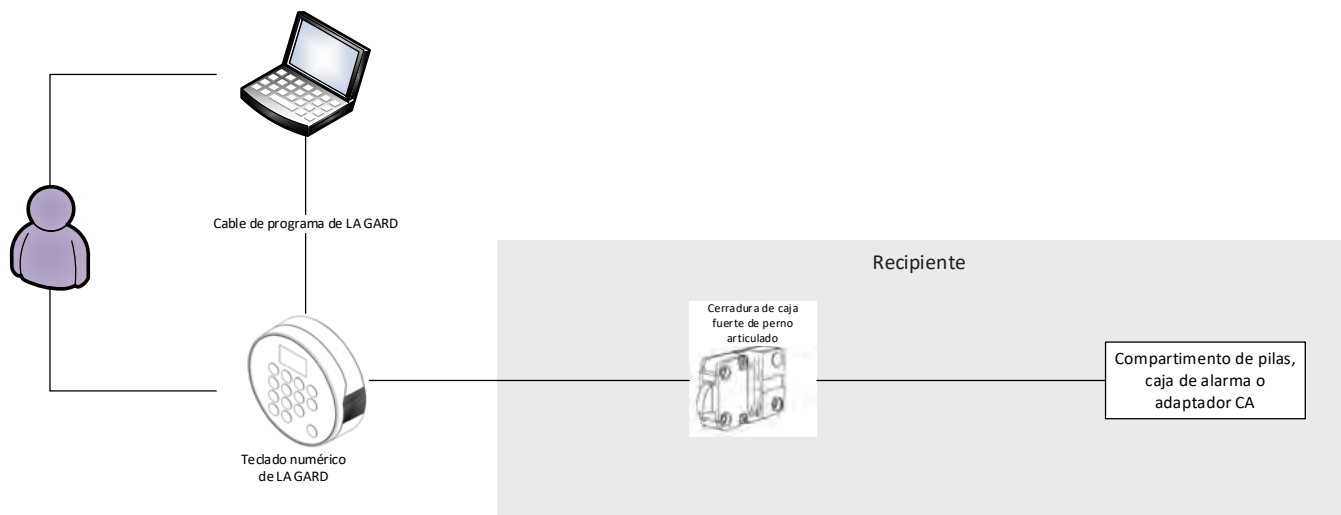 Cable de programa de LA GARD
Recipiente
Cerradura de caja
fuerte de perno
articulado
Compartimento de pilas,
caja de alarma o
adaptador CA
Teclado numérico
de LA GARD